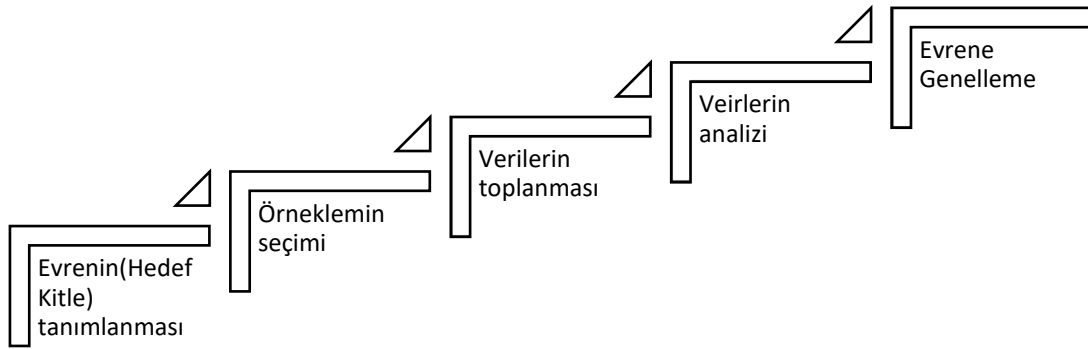 Evrenin(Hedef
Kitle)
tanımlanması
Örneklemin
seçimi
Verilerin
toplanması
Veirlerin
analizi
Evrene
Genelleme